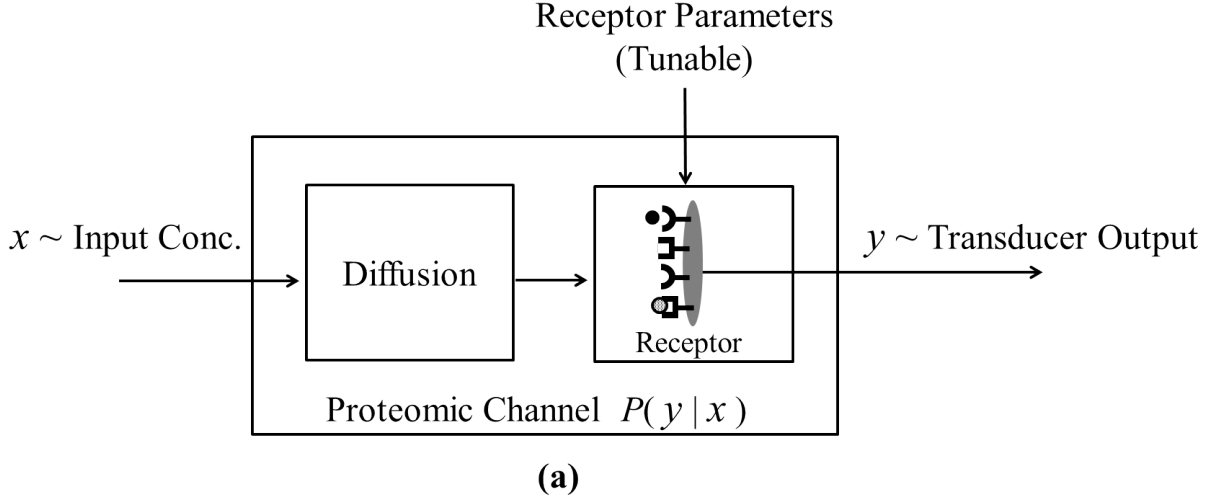 Receptor Parameters
(Tunable)
x ~ Input Conc.
y ~ Transducer Output
Diffusion
Receptor
Proteomic Channel P( y | x )
(a)